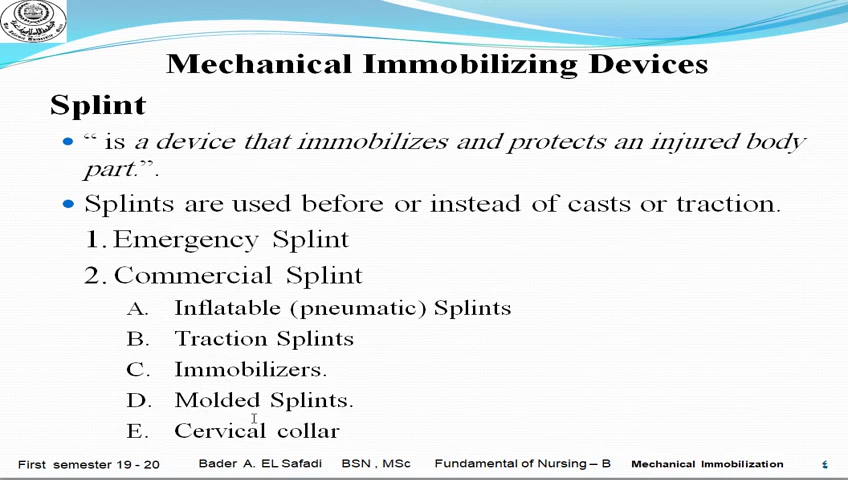 Mechanical Immobilizing Devices
Splint
• “ is a device that immobilizes and protects an injured body
part.”.
• Splints are used before or instead of casts or traction.
1. Emergency Splint
2. Commercial Splint
A. Inflatable (pneumatic) Splints
B. Traction Splints
C. Immobilizers.
D. Molded Splints.
E. Cervical collar
First semester 19 - 20 Bader A. EL Safadi BSN , MSc Fundamental of Nursing – B Mechanical Immobilization ٤